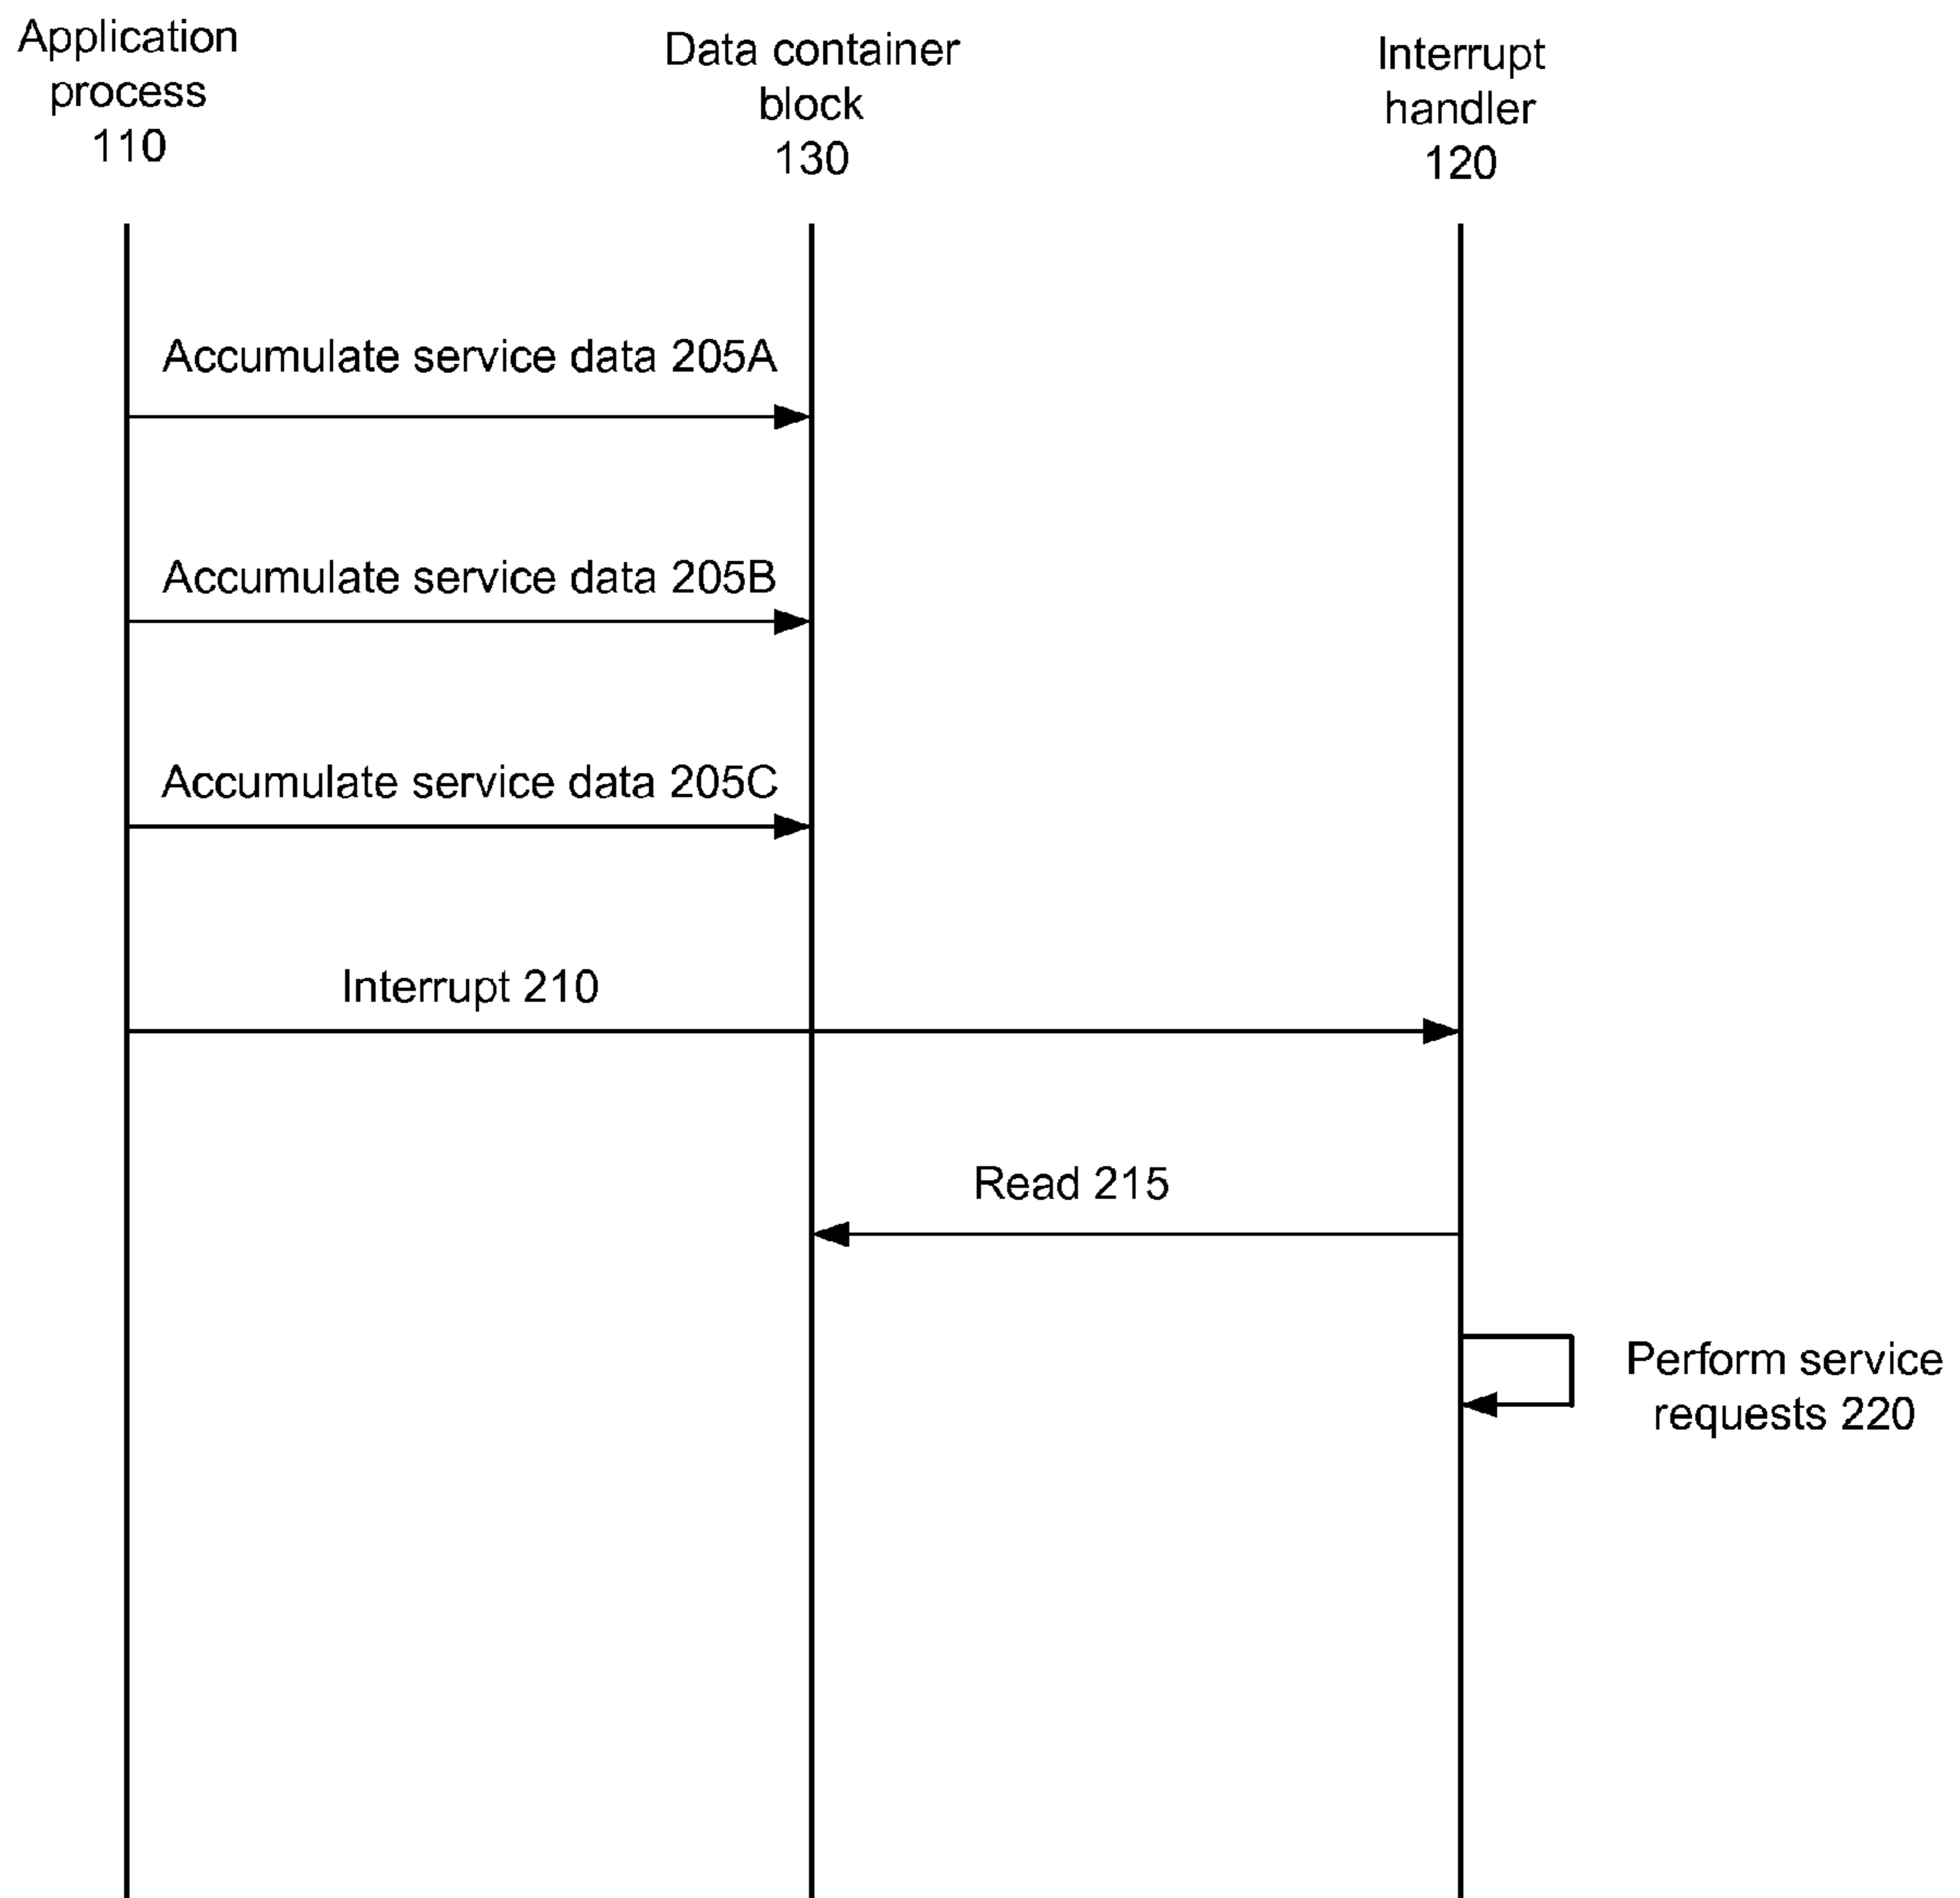 Application
process
110
Data container
block
130
Interrupt
handler
120
Accumulate service data 205A
Accumulate service data 205B
Accumulate service data 205C
Interrupt 210
Read 215
Perform service
requests 220